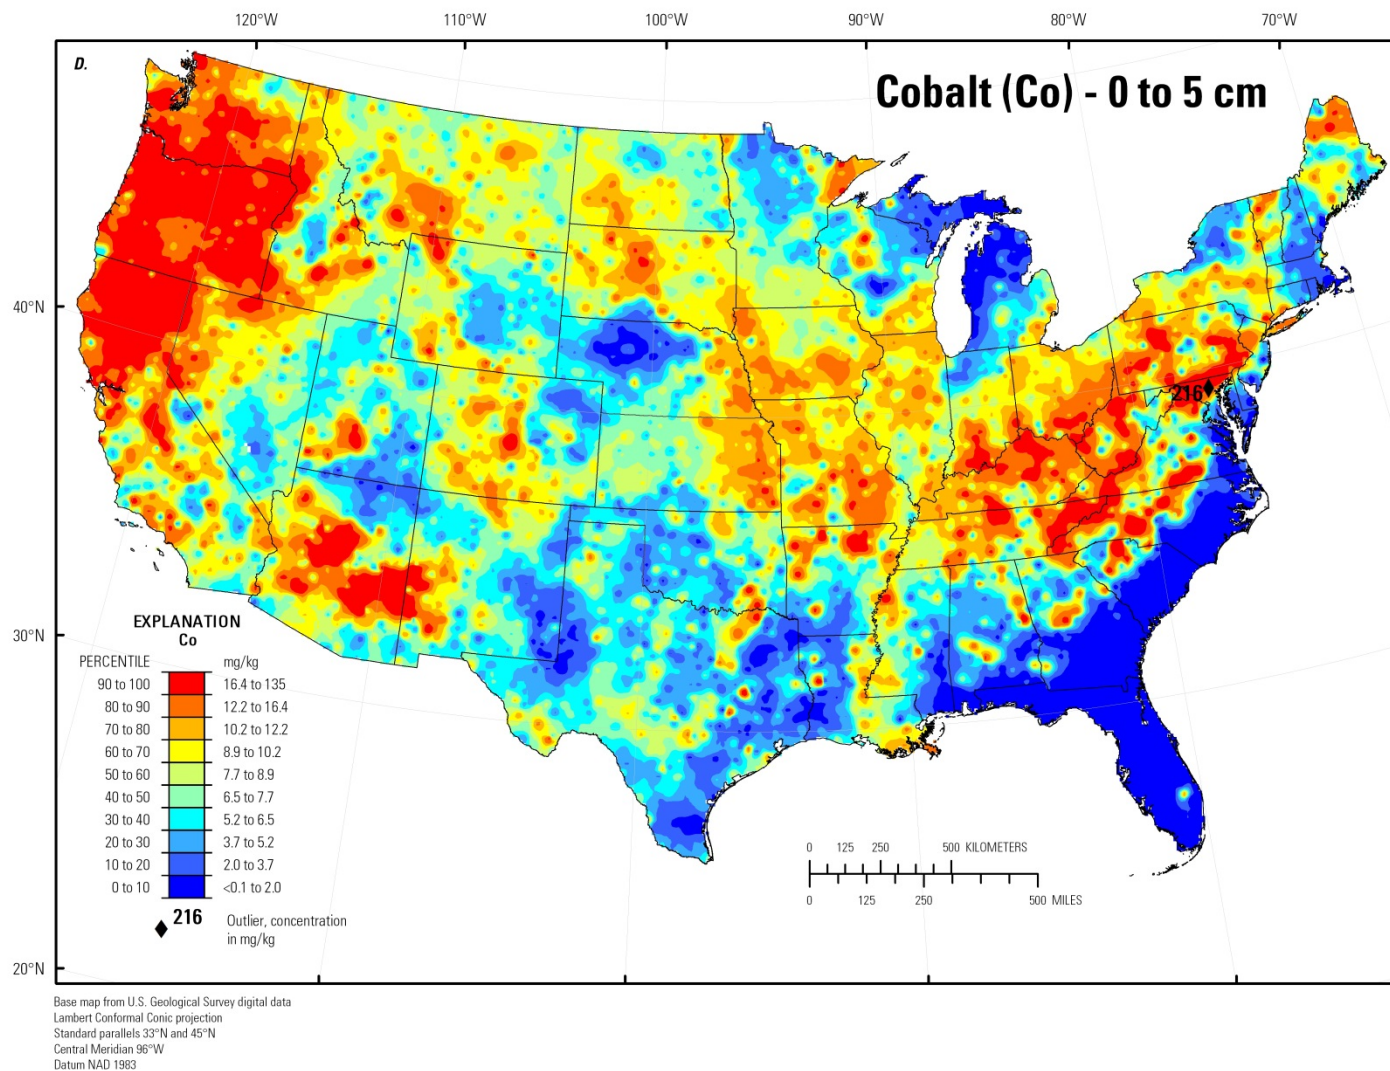 120°W 110°W 100°W 90°W 80°W 70°W
D.
Cobalt (Co) - 0 to 5 cm
40°N
216
30°N
EXPLANATION
Co
PERCENTILE mg/kg
90 to 100 16.4 to 135
80 to 90 12.2 to 16.4
70 to 80 10.2 to 12.2
60 to 70 8.9 to 10.2
50 to 60 7.7 to 8.9
40 to 50 6.5 to 7.7
30 to 40 5.2 to 6.5
20 to 30 3.7 to 5.2
10 to 20 2.0 to 3.7
0 to 10 <0.1 to 2.0
216 Outlier, concentration
in mg/kg
0 125 250 500 KILOMETERS
0 125 250 500 MILES
20°N
Base map from U.S. Geological Survey digital data
Lambert Conformal Conic projection
Standard parallels 33°N and 45°N
Central Meridian 96°W
Datum NAD 1983